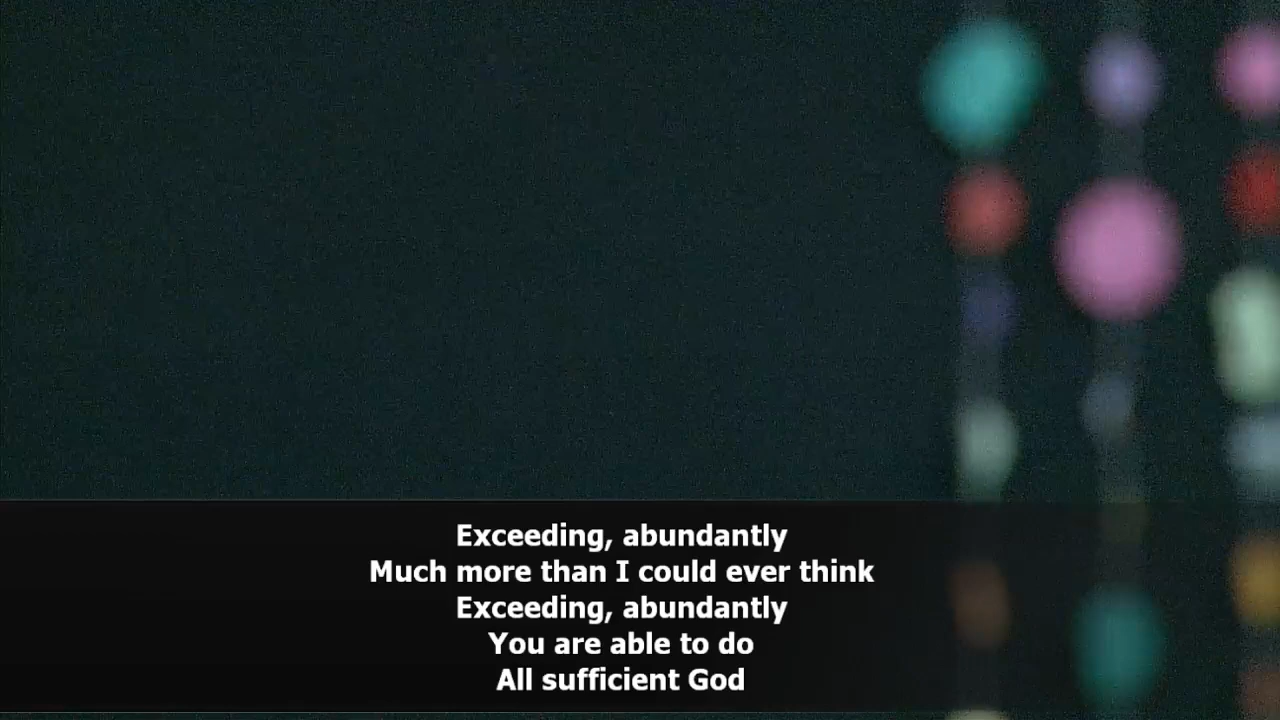 Exceeding, abundantly
Much more than I could ever think
Exceeding, abundantly
You are able to do
All sufficient God